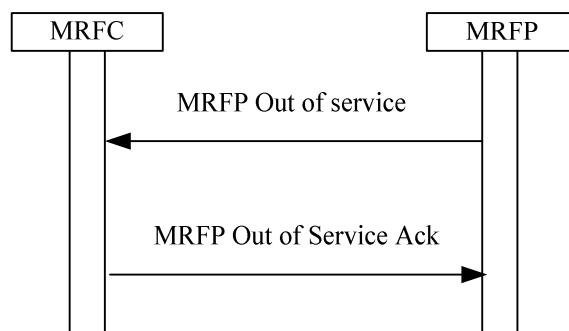 MRFC
MRFP
MRFP Out of service
MRFP Out of Service Ack